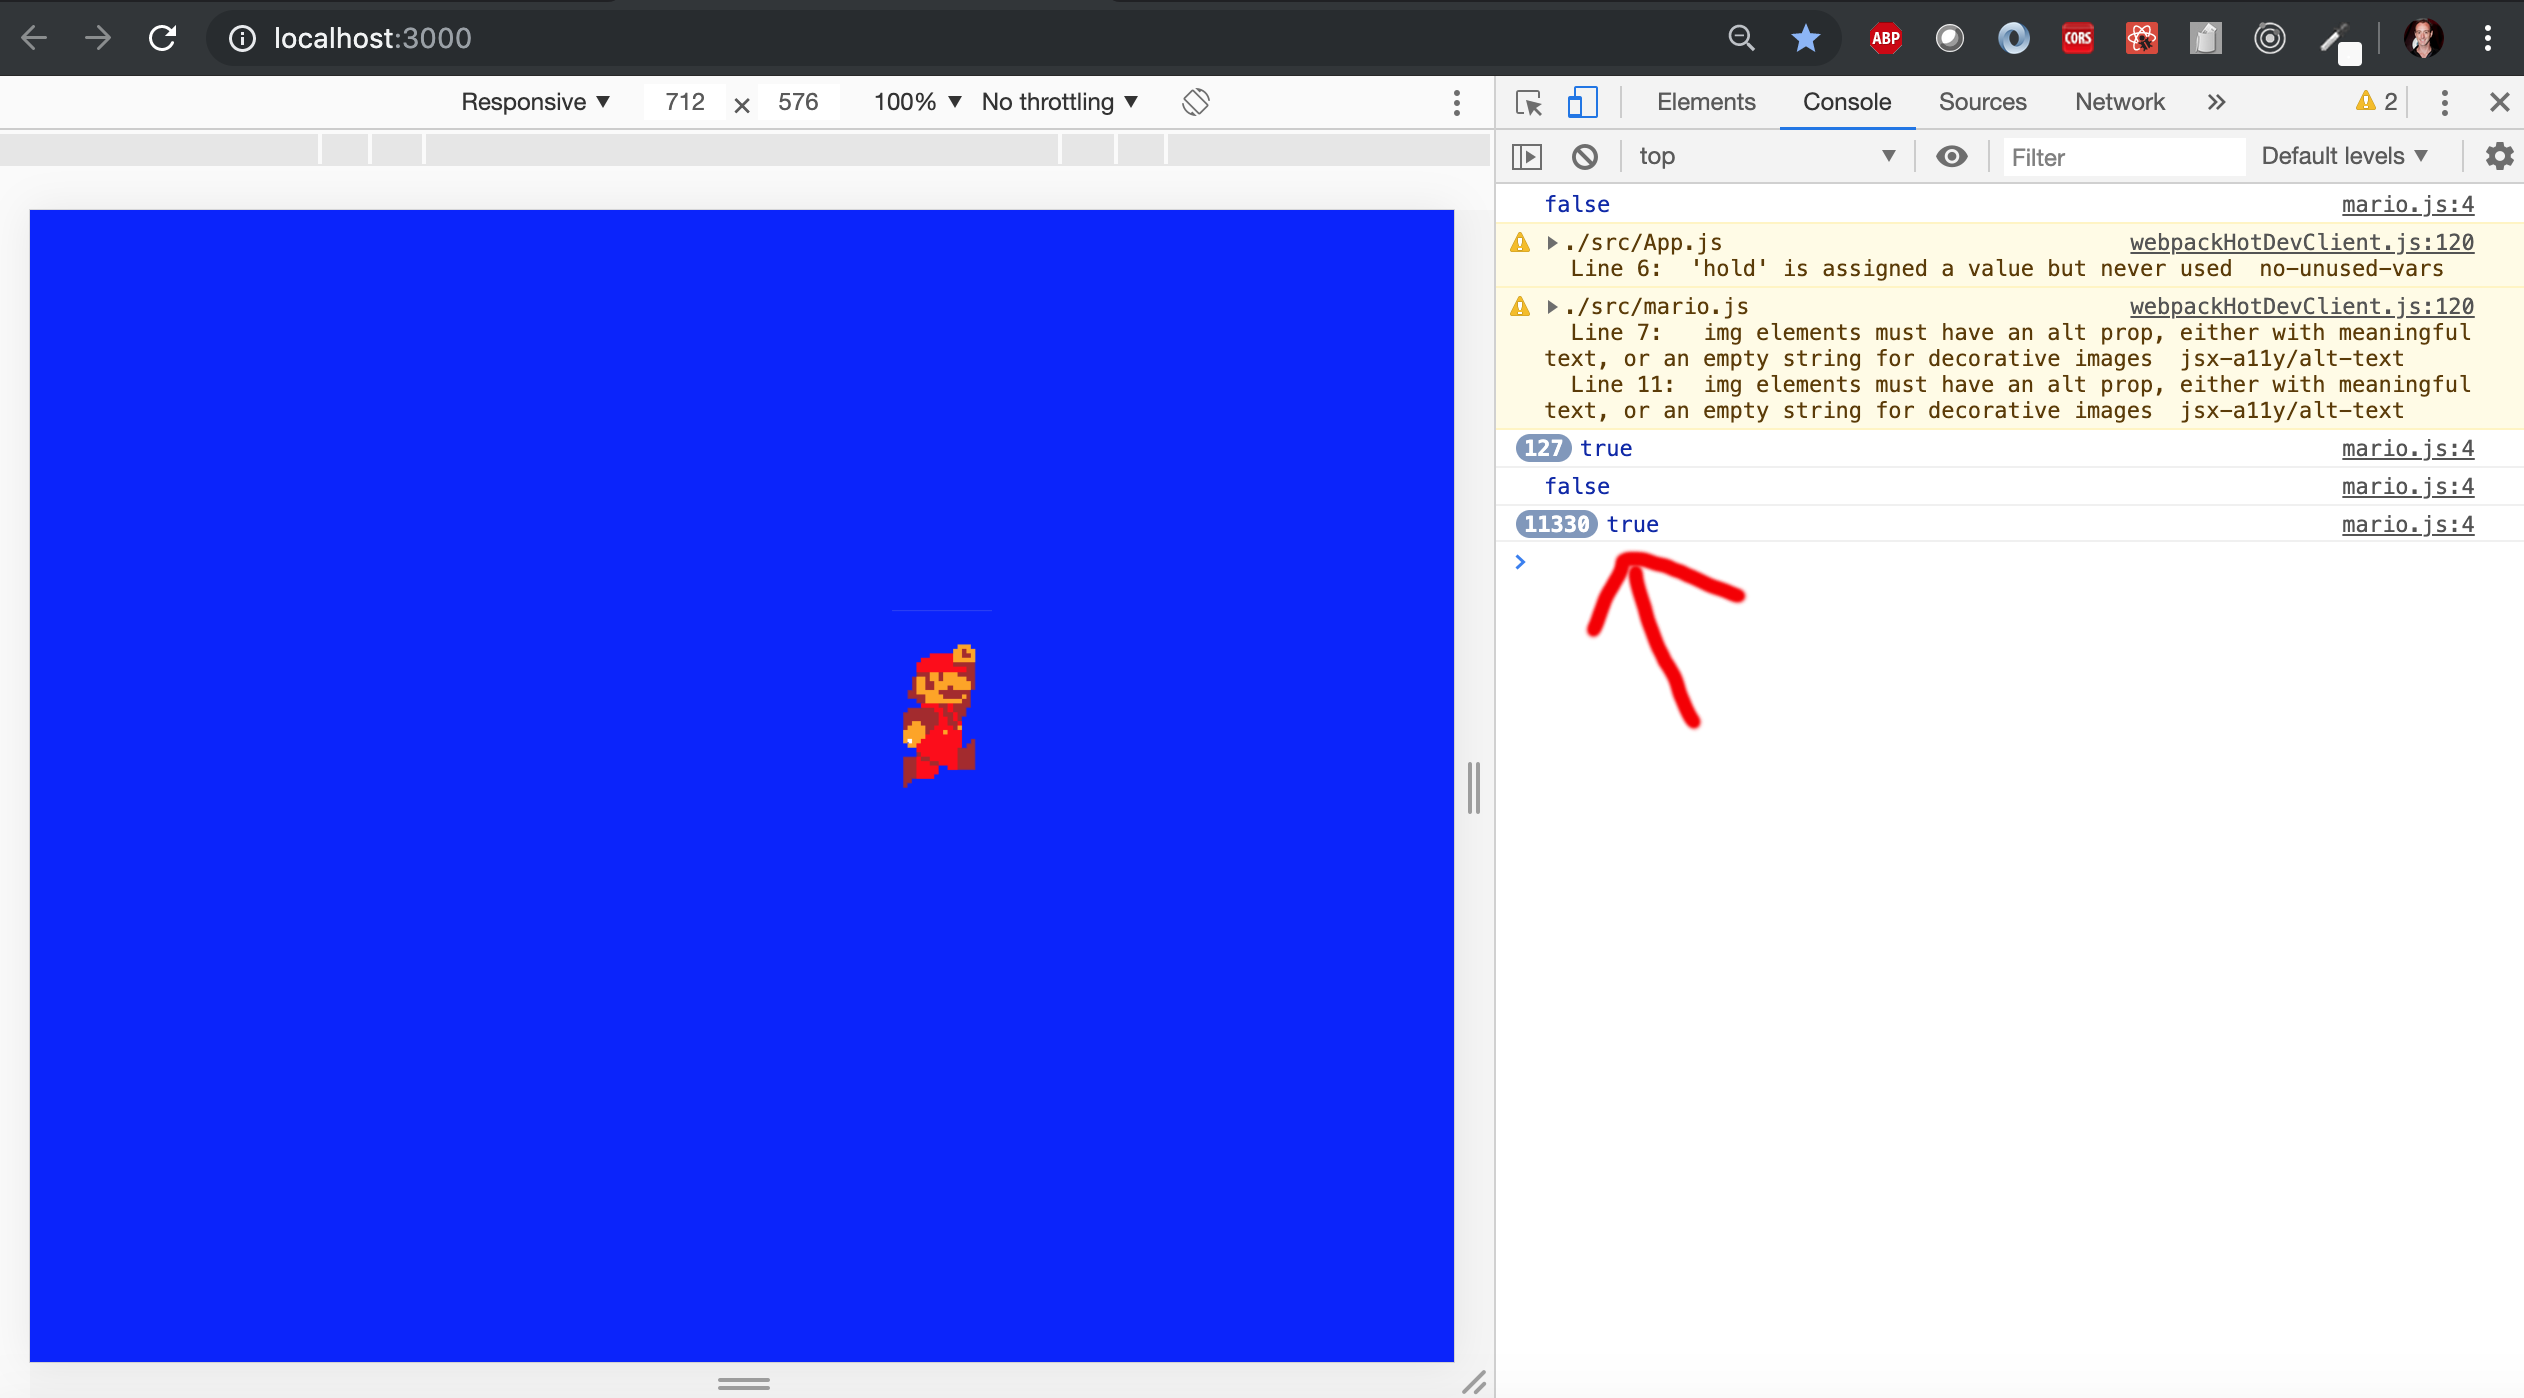 localhost:3000
ABP
CORS
Responsive 712 × 576 100% No throttling
Elements Console Sources Network » 2
top Filter Default levels
false mario.js:4
./src/App.js webpackHotDevClient.js:120
Line 6: 'hold' is assigned a value but never used no-unused-vars
./src/mario.js webpackHotDevClient.js:120
Line 7: img elements must have an alt prop, either with meaningful
text, or an empty string for decorative images jsx-a11y/alt-text
Line 11: img elements must have an alt prop, either with meaningful
text, or an empty string for decorative images jsx-a11y/alt-text
127 true mario.js:4
false mario.js:4
11330 true mario.js:4